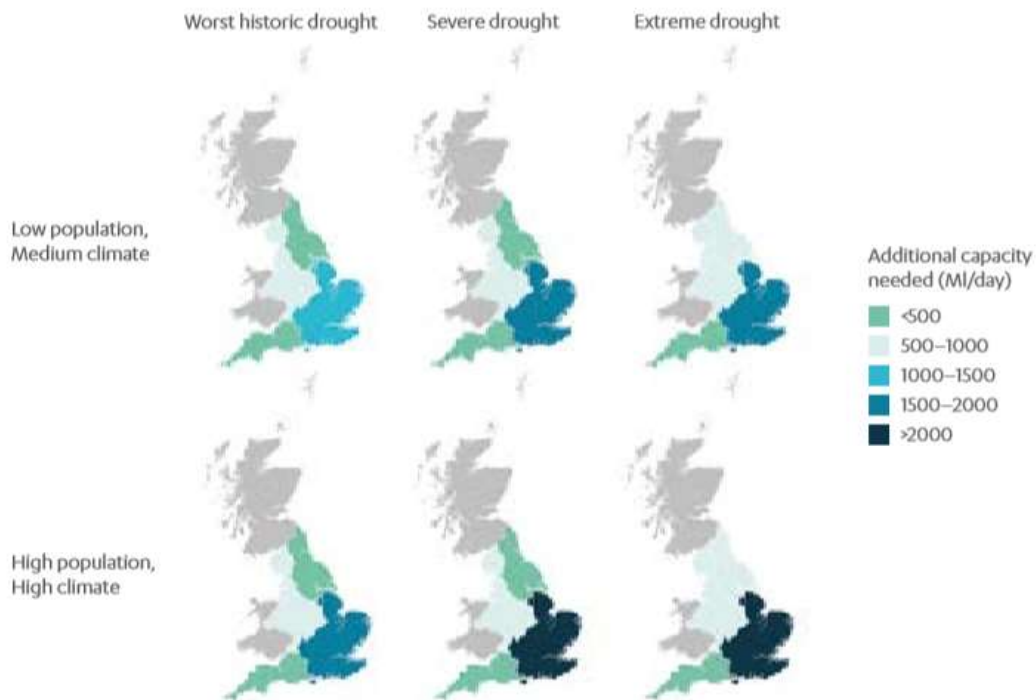 Worst historic drought
Severe drought
Extreme drought
Low population,
Medium climate
Additional capacity
needed (Ml/day)
<500
500–1000
1000–1500
1500–2000
>2000
High population,
High climate